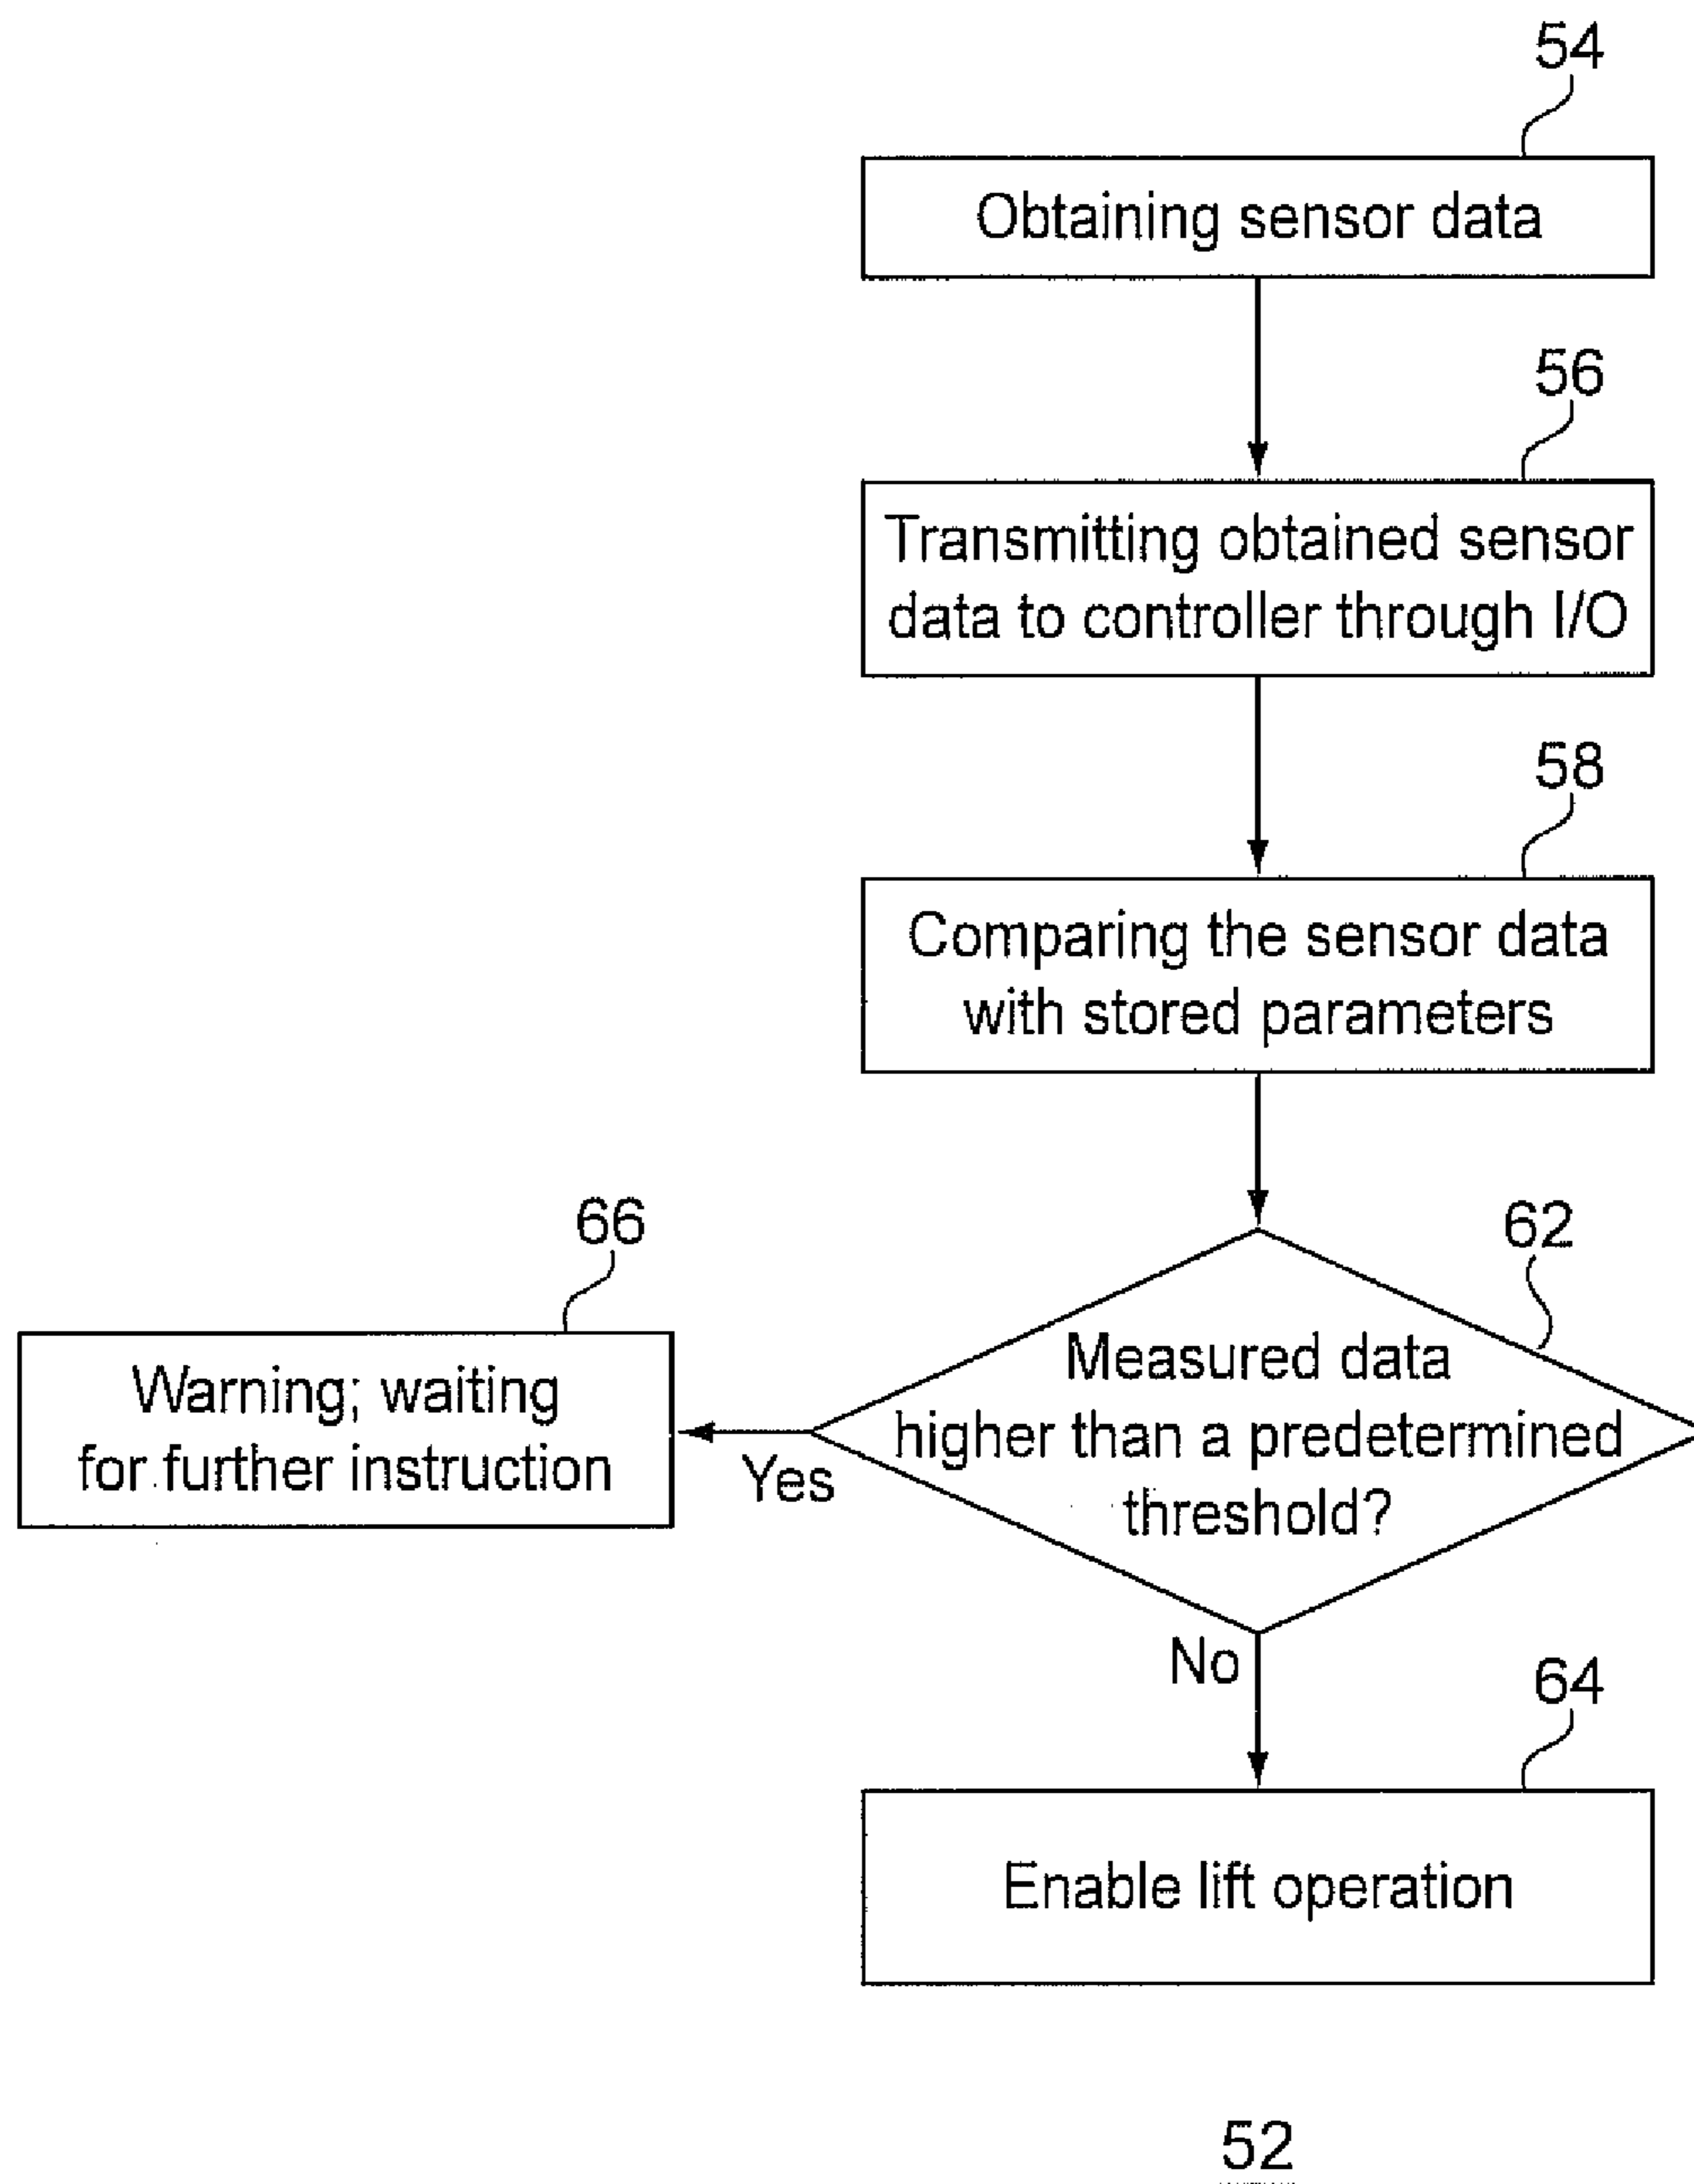 54
Obtaining sensor data
56
Transmitting obtained sensor
data to controller through I/O
58
Comparing the sensor data
with stored parameters
66
62
Warning; waiting
for further instruction
Yes
Measured data
higher than a predetermined
threshold?
No
64
Enable lift operation
52